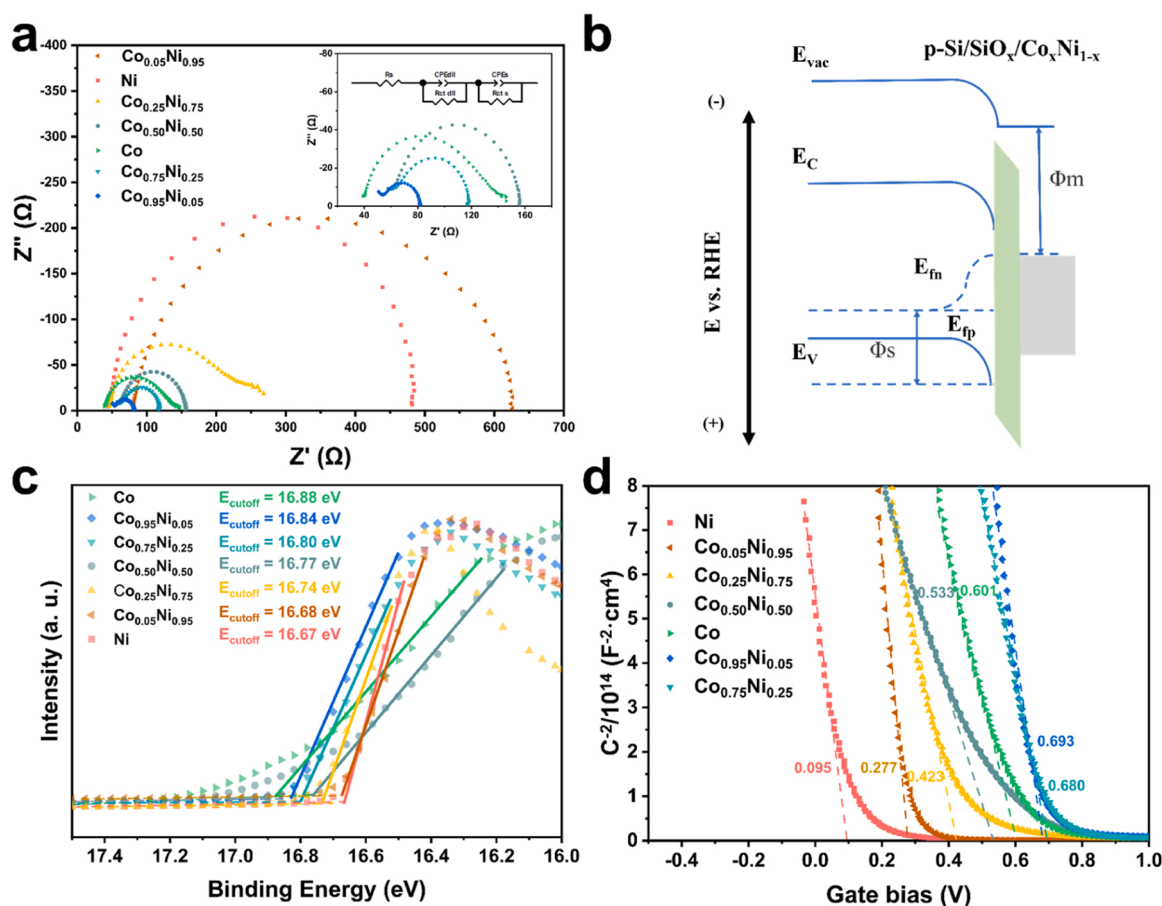 a
-400
-350
-300
-250
-200
-150
-100
-50
0
Z'' (Ω)
Co0.05Ni0.95
Ni
Co0.25Ni0.75
Co0.50Ni0.50
Co
Co0.75Ni0.25
Co0.95Ni0.05
0 100 200 300 400 500 600 700
Z' (Ω)
Rs
CPEdll
CPEs
Rct dll
Rct s
-60
-40
-20
0
Z'' (Ω)
40 80 120 160
Z' (Ω)
b
p-Si/SiOx/CoxNi1-x
Evac
(-)
EC
Φm
E vs. RHE
Efn
Efp
EV
Φs
(+)
c
Co Ecutoff = 16.88 eV
Co0.95Ni0.05 Ecutoff = 16.84 eV
Co0.75Ni0.25 Ecutoff = 16.80 eV
Co0.50Ni0.50 Ecutoff = 16.77 eV
Co0.25Ni0.75 Ecutoff = 16.74 eV
Co0.05Ni0.95 Ecutoff = 16.68 eV
Ni Ecutoff = 16.67 eV
Intensity (a. u.)
17.4 17.2 17.0 16.8 16.6 16.4 16.2 16.0
Binding Energy (eV)
d
8
7
6
5
4
3
2
1
0
C-2/1014 (F-2·cm4)
Ni
Co0.05Ni0.95
Co0.25Ni0.75
Co0.50Ni0.50
Co
Co0.95Ni0.05
Co0.75Ni0.25
0.533
0.601
0.095
0.277
0.423
0.693
0.680
-0.4 -0.2 0.0 0.2 0.4 0.6 0.8 1.0
Gate bias (V)